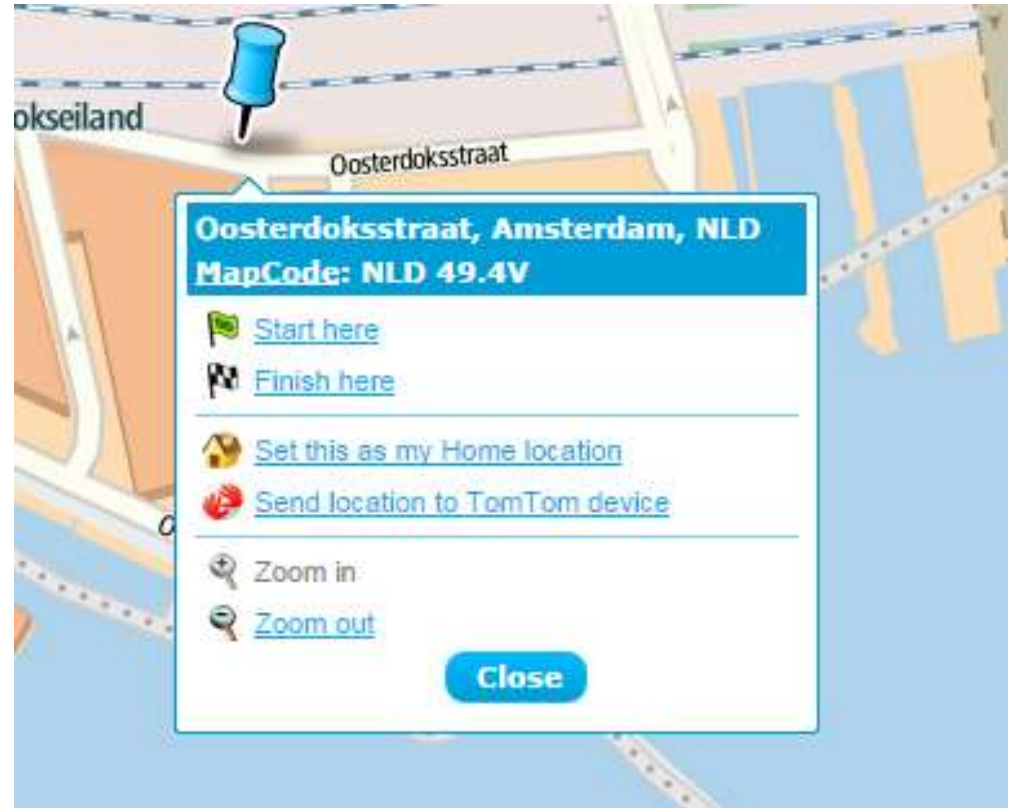 okseiland
Oosterdoksstraat
Oosterdoksstraat, Amsterdam, NLD
MapCode: NLD 49.4V
Start here
Finish here
Set this as my Home location
Send location to TomTom device
O
Zoom in
Zoom out
Close